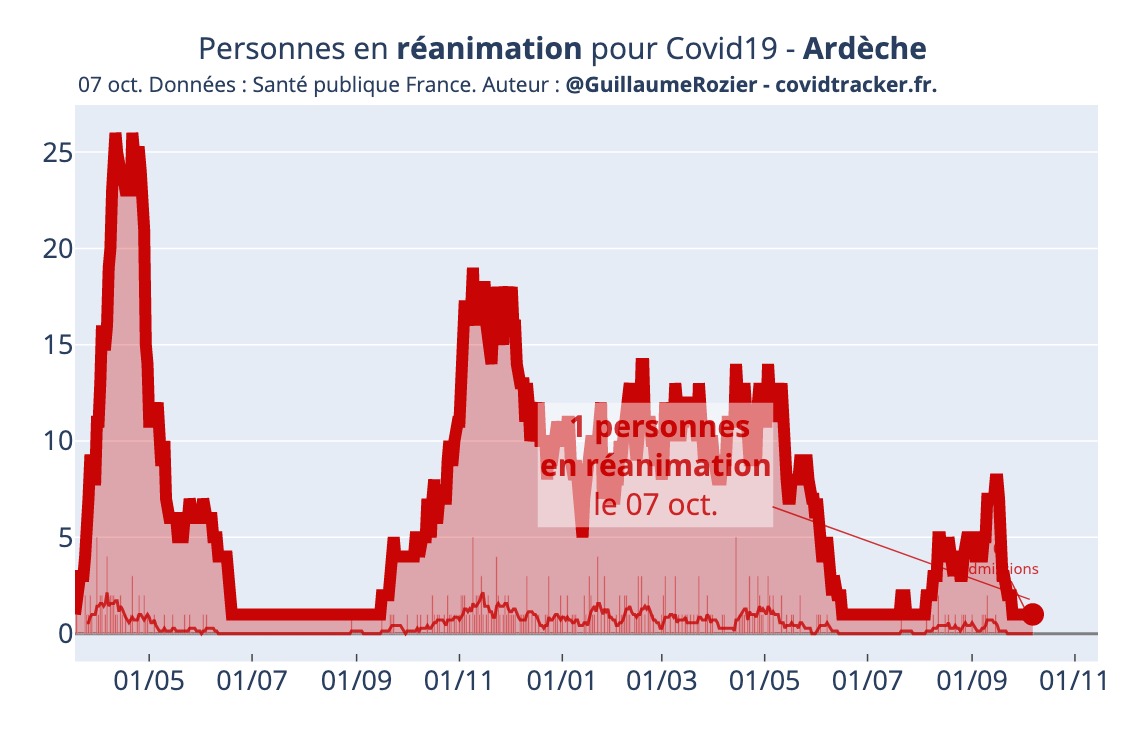 Personnes en réanimation pour Covid19 - Ardèche
07 oct. Données : Santé publique France. Auteur : @GuillaumeRozier - covidtracker.fr.
25
20
15
10
5
0
1 personnes
en réanimation
le 07 oct.
01/05 01/07 01/09 01/11 01/01 01/03 01/05 01/07 01/09 01/11